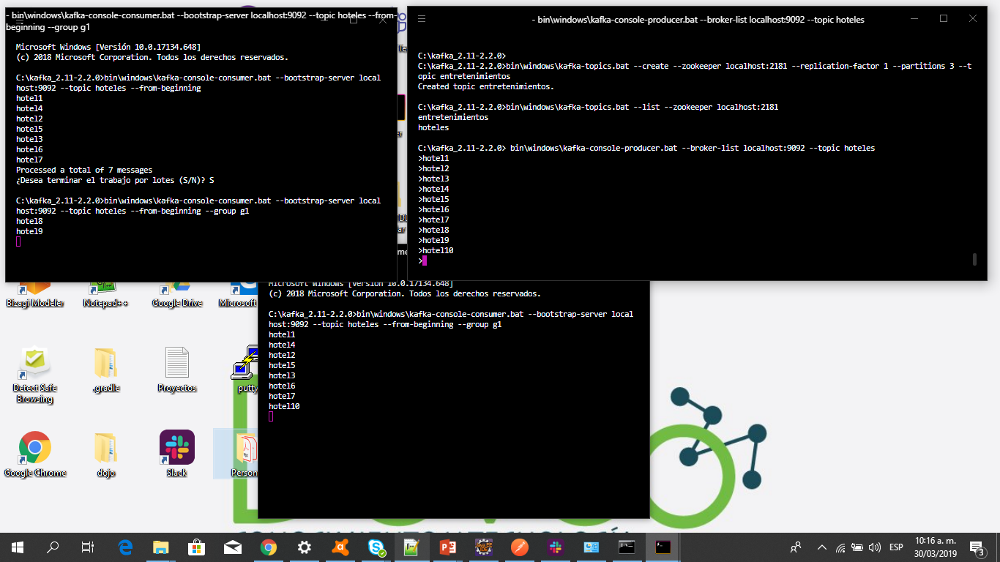 - bin\windows\kafka-console-consumer.bat --bootstrap-server localhost:9092 --topic hoteles --from-
beginning --group g1
Microsoft Windows [Versión 10.0.17134.648]
(c) 2018 Microsoft Corporation. Todos los derechos reservados.
C:\kafka_2.11-2.2.0>bin\windows\kafka-console-consumer.bat --bootstrap-server local
host:9092 --topic hoteles --from-beginning
hotel1
hotel4
hotel2
hotel5
hotel3
hotel6
hotel7
Processed a total of 7 messages
¿Desea terminar el trabajo por lotes (S/N)? S
C:\kafka_2.11-2.2.0>bin\windows\kafka-console-consumer.bat --bootstrap-server local
host:9092 --topic hoteles --from-beginning --group g1
hotel8
hotel9
- bin\windows\kafka-console-producer.bat --broker-list localhost:9092 --topic hoteles
C:\kafka_2.11-2.2.0>
C:\kafka_2.11-2.2.0>bin\windows\kafka-topics.bat --create --zookeeper localhost:2181 --replication-factor 1 --partitions 3 --t
opic entretenimientos
Created topic entretenimientos.
C:\kafka_2.11-2.2.0>bin\windows\kafka-topics.bat --list --zookeeper localhost:2181
entretenimientos
hoteles
C:\kafka_2.11-2.2.0> bin\windows\kafka-console-producer.bat --broker-list localhost:9092 --topic hoteles
>hotel1
>hotel2
>hotel3
>hotel4
>hotel5
>hotel6
>hotel7
>hotel8
>hotel9
>hotel10
>
Microsoft Windows [Versión 10.0.17134.648]
(c) 2018 Microsoft Corporation. Todos los derechos reservados.
C:\kafka_2.11-2.2.0>bin\windows\kafka-console-consumer.bat --bootstrap-server local
host:9092 --topic hoteles --from-beginning --group g1
hotel1
hotel4
hotel2
hotel5
hotel3
hotel6
hotel7
hotel10
Bizagi Modeler
Notepad++
Google Drive
Microsoft
Detect Safe
Browsing
.gradle
Proyectos
putty
Google Chrome
dojo
Slack
Person
ESP
10:16 a. m.
30/03/2019
3